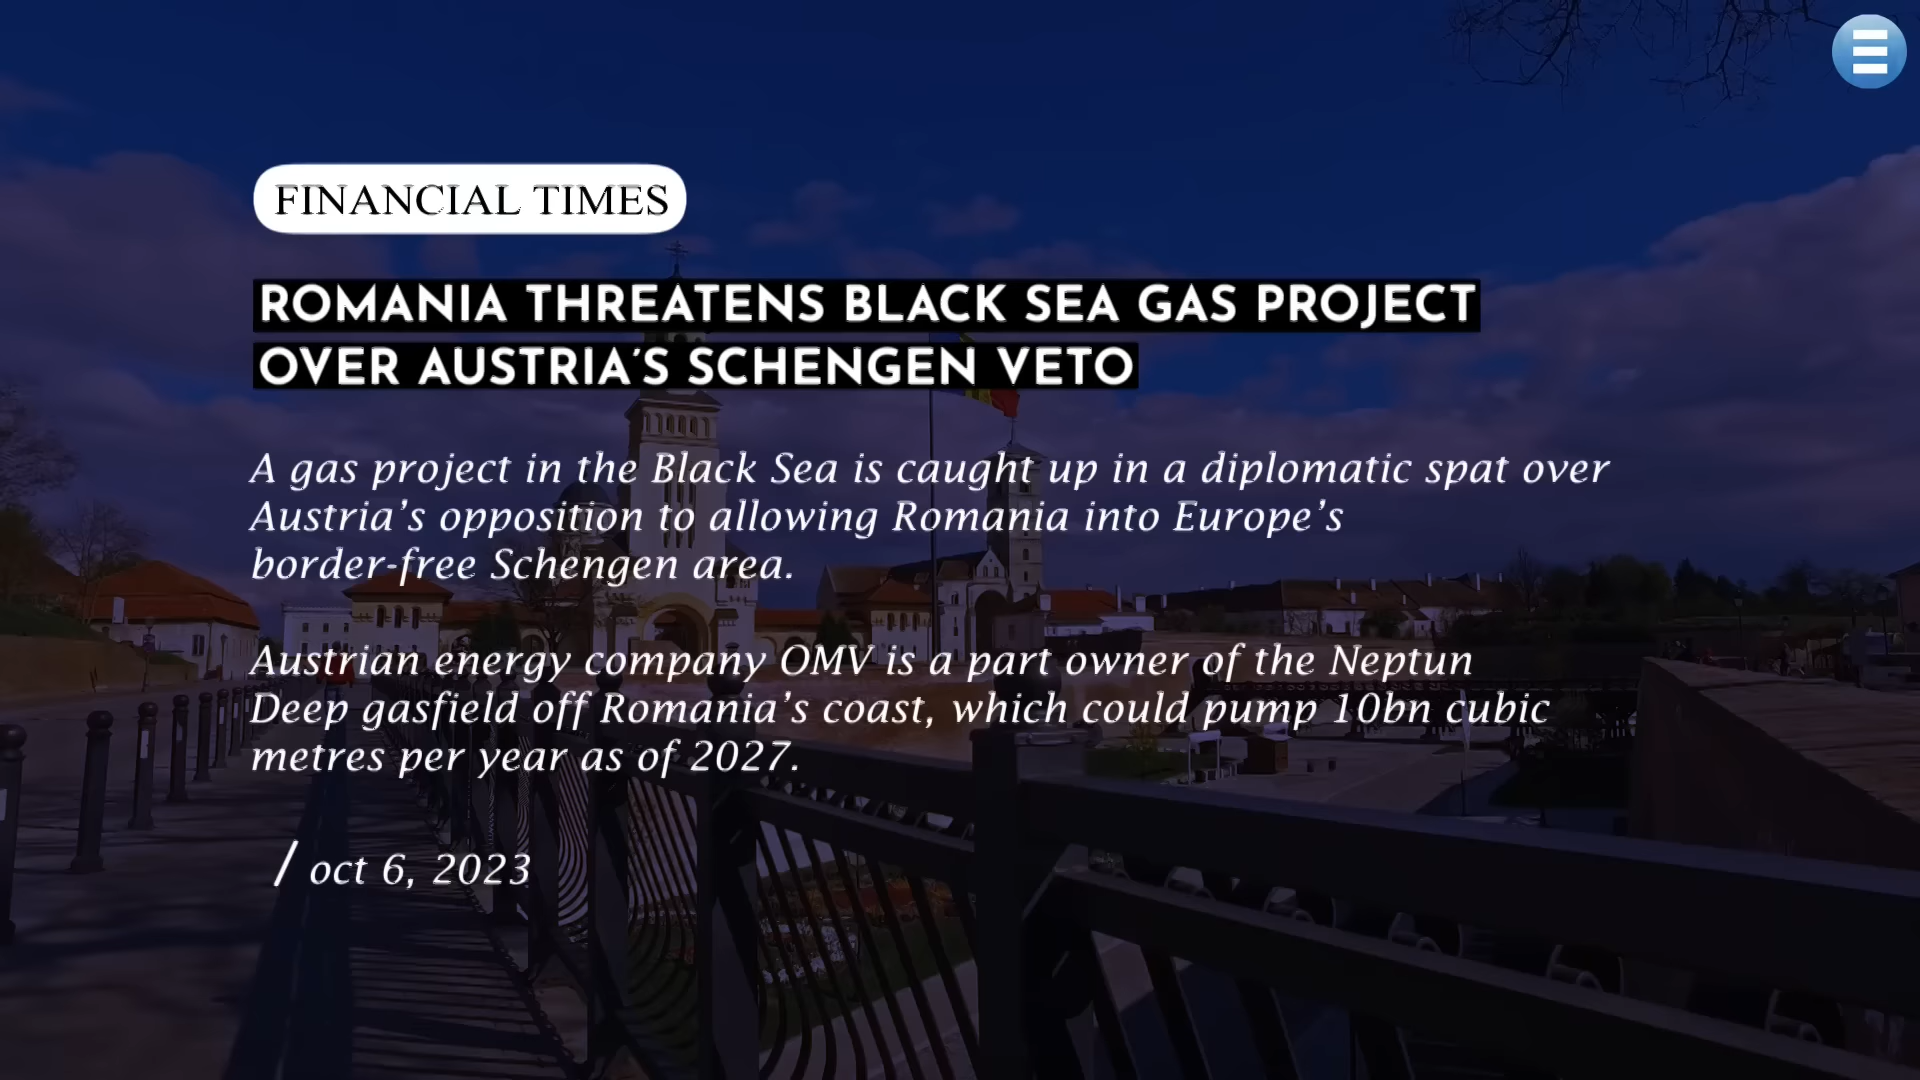 FINANCIAL TIMES
ROMANIA THREATENS BLACK SEA GAS PROJECT
OVER AUSTRIA’S SCHENGEN VETO
A gas project in the Black Sea is caught up in a diplomatic spat over
Austria’s opposition to allowing Romania into Europe’s
border-free Schengen area.
Austrian energy company OMV is a part owner of the Neptun
Deep gasfield off Romania’s coast, which could pump 10bn cubic
metres per year as of 2027.
/ oct 6, 2023